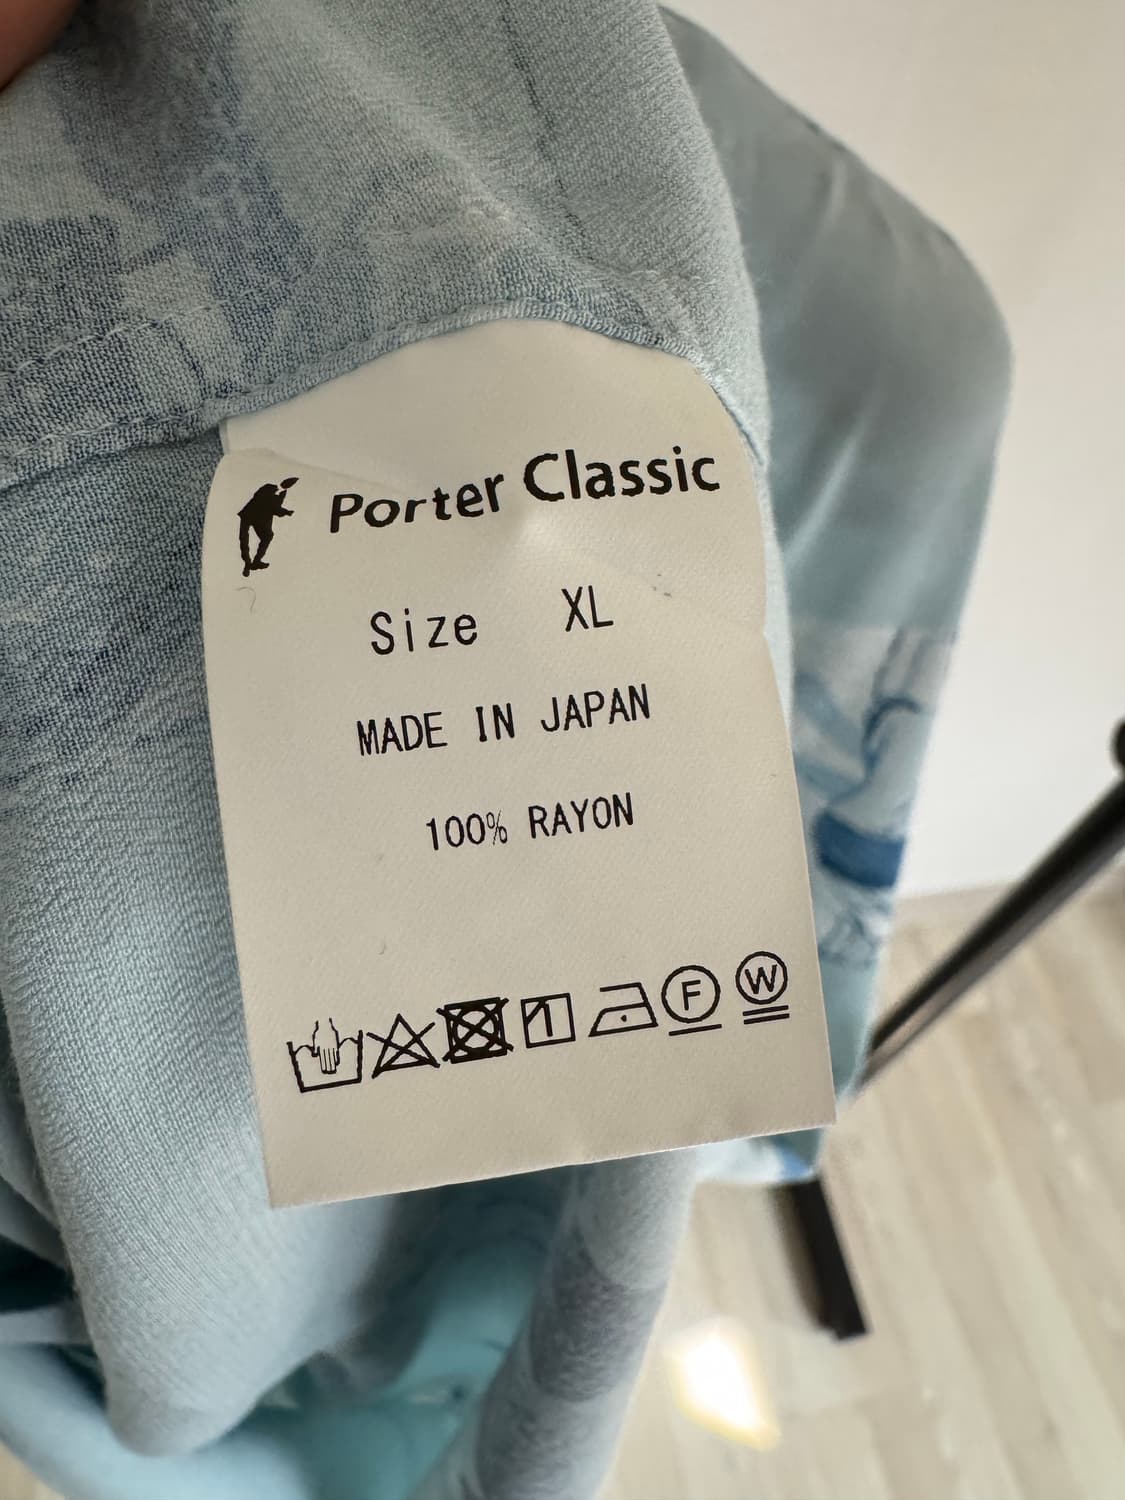 Porter Classic
Size XL
MADE IN JAPAN
100% RAYON
F W